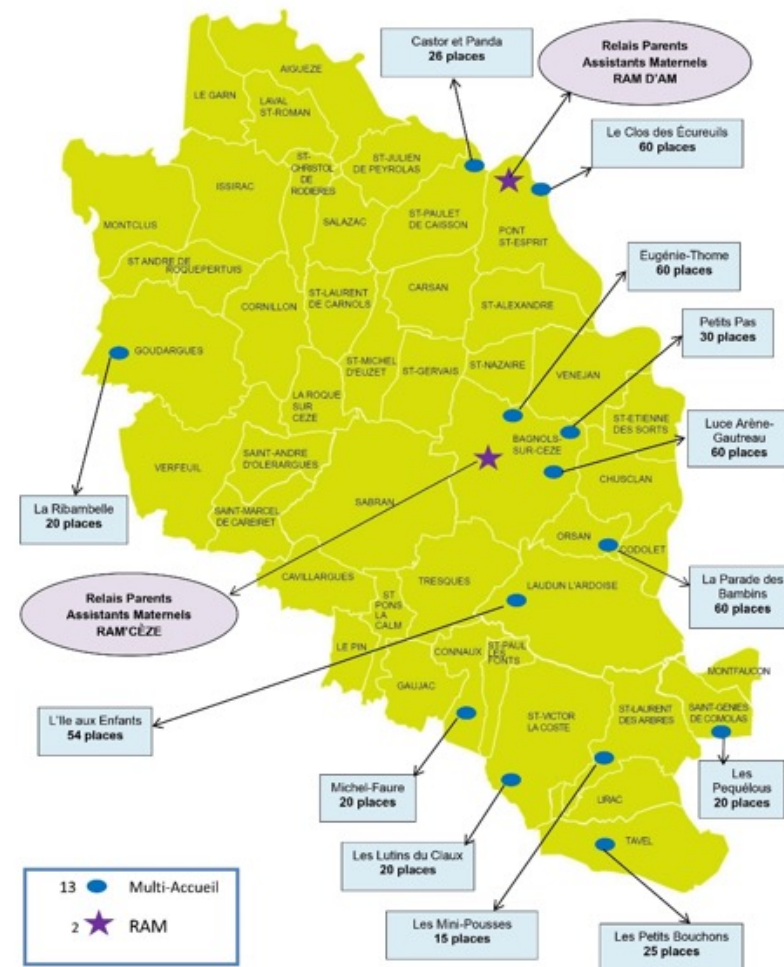 Castor et Panda
26 places
Relais Parents
Assistants Maternels
RAM D'AM
AIGUEZE
LE GARN
LAVAL
ST-ROMAN
Le Clos des Écureuils
60 places
ST-
CHRISTOL
DE
RODIERES
ST-JULIEN
DE PEYROLAS
ISSIRAC
MONTCLUS
SALAZAC
ST-PAULET
DE CAISSON
PONT
ST-ESPRIT
Eugénie-Thome
60 places
ST ANDRE DE
ROQUEPERTUIS
CORNILLON
ST-LAURENT
DE CARNOLS
CARSAN
ST-ALEXANDRE
Petits Pas
30 places
GOUDARGUES
ST-MICHEL
D'EUZET
ST-GERVAIS
ST-NAZAIRE
VENEJAN
LA ROQUE
SUR
CEZE
ST-ETIENNE
DES SORTS
Luce Arène-
Gautreau
60 places
BAGNOLS-
SUR-CEZE
VERFEUIL
SAINT-ANDRE
D'OLERARGUES
CHUSCLAN
La Ribambelle
20 places
SAINT-MARCEL
DE CAREIRET
SABRAN
ORSAN
CODOLET
CAVILLARGUES
TRESQUES
LAUDUN L'ARDOISE
La Parade des
Bambins
60 places
Relais Parents
Assistants Maternels
RAM'CÈZE
ST
PONS
LA
CALM
LE PIN
CONNAUX
ST-PAUL
LES
FONTS
MONTFAUCON
GAUJAC
ST-VICTOR
LA COSTE
ST-LAURENT
DES ARBRES
SAINT-GENIES
DE COMOLAS
L'Ile aux Enfants
54 places
Michel-Faure
20 places
Les
Pequélous
20 places
LIRAC
TAVEL
Les Lutins du Claux
20 places
Les Mini-Pousses
15 places
Les Petits Bouchons
25 places
13 Multi-Accueil
2 RAM